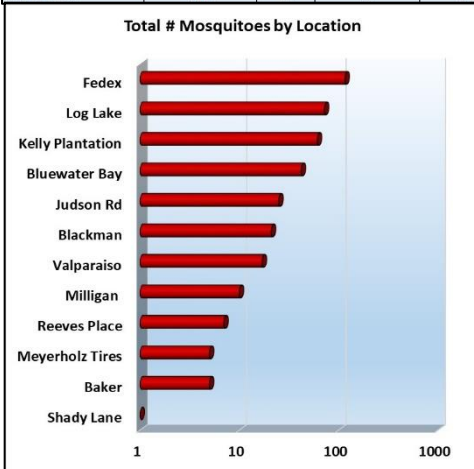 Total # Mosquitoes by Location
Fedex
Log Lake
Kelly Plantation
Bluewater Bay
Judson Rd
Blackman
Valparaiso
Milligan
Reeves Place
Meyerholz Tires
Baker
Shady Lane
1 10 100 1000